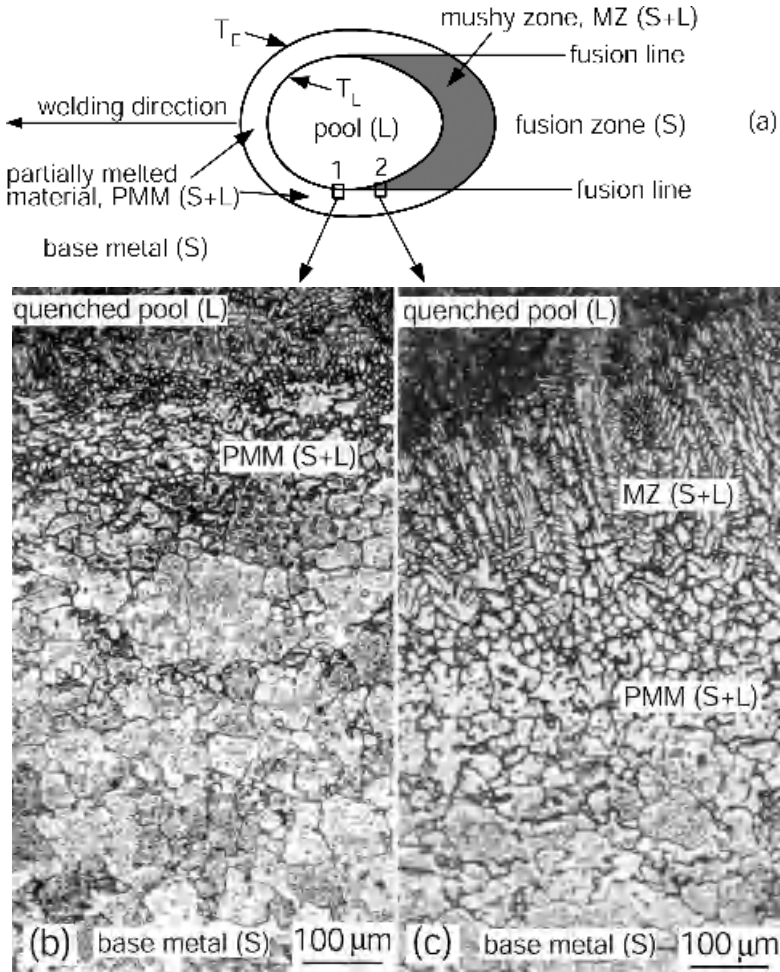 mushy zone, MZ (S+L)
T_E
fusion line
T_L
welding direction
pool (L)
fusion zone (S)
(a)
partially melted
material, PMM (S+L)
1
2
fusion line
base metal (S)
quenched pool (L)
quenched pool (L)
PMM (S+L)
MZ (S+L)
PMM (S+L)
(b)
base metal (S)
100 µm
(c)
base metal (S)
100 µm